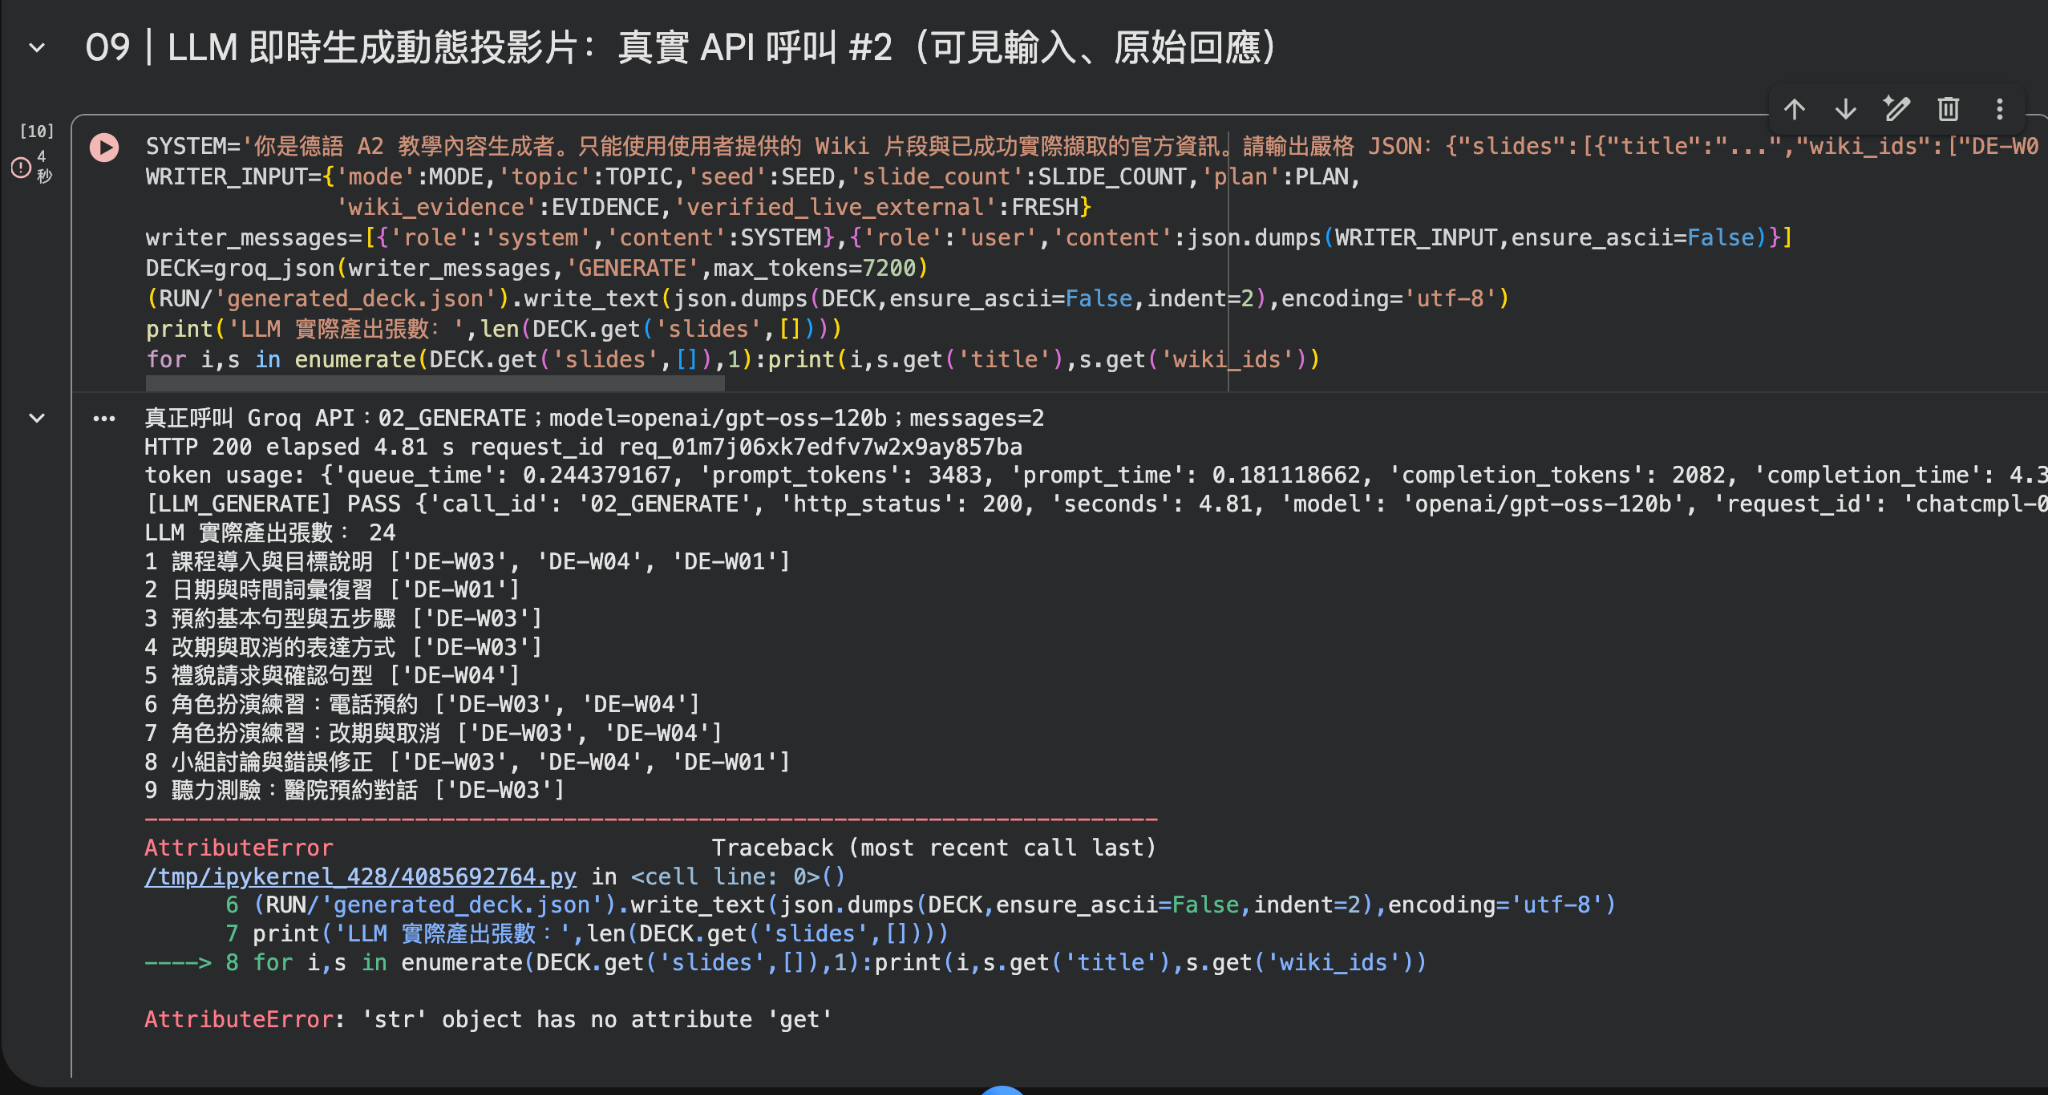 09 | LLM 即時生成動態投影片：真實 API 呼叫 #2（可見輸入、原始回應）
[10]
4
秒
SYSTEM='你是德語 A2 教學內容生成者。只能使用使用者提供的 Wiki 片段與已成功實際擷取的官方資訊。請輸出嚴格 JSON：{"slides":[{"title":"...","wiki_ids":["DE-W0
WRITER_INPUT={'mode':MODE,'topic':TOPIC,'seed':SEED,'slide_count':SLIDE_COUNT,'plan':PLAN,
'wiki_evidence':EVIDENCE,'verified_live_external':FRESH}
writer_messages=[{'role':'system','content':SYSTEM},{'role':'user','content':json.dumps(WRITER_INPUT,ensure_ascii=False)}]
DECK=groq_json(writer_messages,'GENERATE',max_tokens=7200)
(RUN/'generated_deck.json').write_text(json.dumps(DECK,ensure_ascii=False,indent=2),encoding='utf-8')
print('LLM 實際產出張數：',len(DECK.get('slides',[])))
for i,s in enumerate(DECK.get('slides',[]),1):print(i,s.get('title'),s.get('wiki_ids'))
真正呼叫 Groq API：02_GENERATE；model=openai/gpt-oss-120b；messages=2
HTTP 200 elapsed 4.81 s request_id req_01m7j06xk7edfv7w2x9ay857ba
token usage: {'queue_time': 0.244379167, 'prompt_tokens': 3483, 'prompt_time': 0.181118662, 'completion_tokens': 2082, 'completion_time': 4.3
[LLM_GENERATE] PASS {'call_id': '02_GENERATE', 'http_status': 200, 'seconds': 4.81, 'model': 'openai/gpt-oss-120b', 'request_id': 'chatcmpl-0
LLM 實際產出張數： 24
1 課程導入與目標說明 ['DE-W03', 'DE-W04', 'DE-W01']
2 日期與時間詞彙復習 ['DE-W01']
3 預約基本句型與五步驟 ['DE-W03']
4 改期與取消的表達方式 ['DE-W03']
5 禮貌請求與確認句型 ['DE-W04']
6 角色扮演練習：電話預約 ['DE-W03', 'DE-W04']
7 角色扮演練習：改期與取消 ['DE-W03', 'DE-W04']
8 小組討論與錯誤修正 ['DE-W03', 'DE-W04', 'DE-W01']
9 聽力測驗：醫院預約對話 ['DE-W03']
---------------------------------------------------------------------------
AttributeError                            Traceback (most recent call last)
/tmp/ipykernel_428/4085692764.py in <cell line: 0>()
6 (RUN/'generated_deck.json').write_text(json.dumps(DECK,ensure_ascii=False,indent=2),encoding='utf-8')
7 print('LLM 實際產出張數：',len(DECK.get('slides',[])))
----> 8 for i,s in enumerate(DECK.get('slides',[]),1):print(i,s.get('title'),s.get('wiki_ids'))
AttributeError: 'str' object has no attribute 'get'